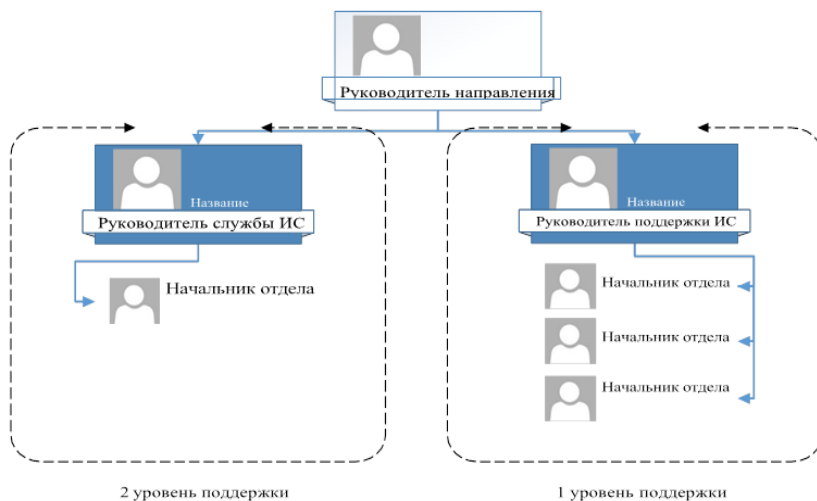 Руководитель направления
Название
Руководитель службы ИС
Начальник отдела
2 уровень поддержки
Название
Руководитель поддержки ИС
Начальник отдела
Начальник отдела
Начальник отдела
1 уровень поддержки